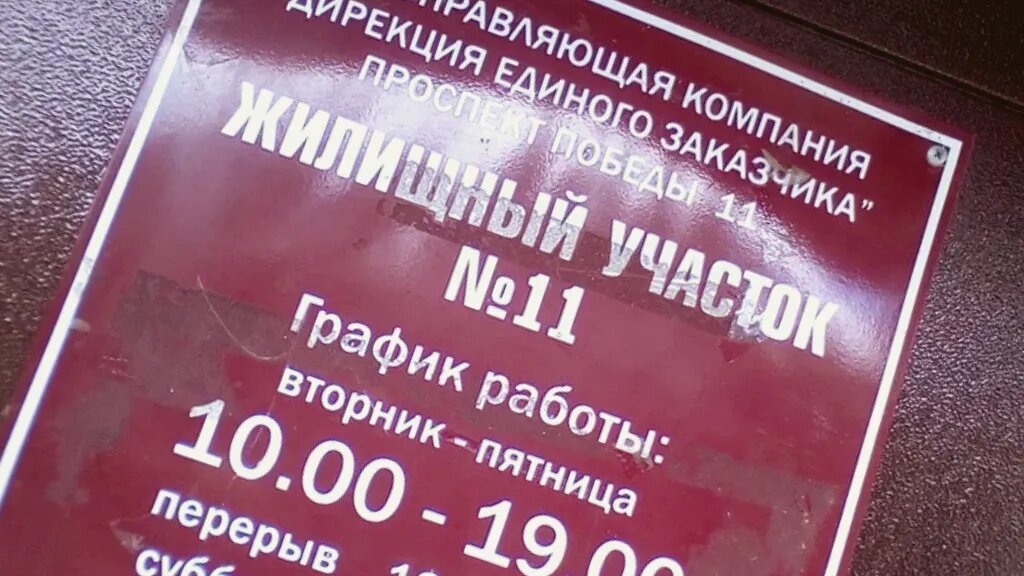 УПРАВЛЯЮЩАЯ КОМПАНИЯ
ДИРЕКЦИЯ ЕДИНОГО ЗАКАЗЧИКА"
ПРОСПЕКТ ПОБЕДЫ 11
ЖИЛИЩНЫЙ УЧАСТОК
№11
График работы:
вторник - пятница
10.00 - 19.00
перерыв